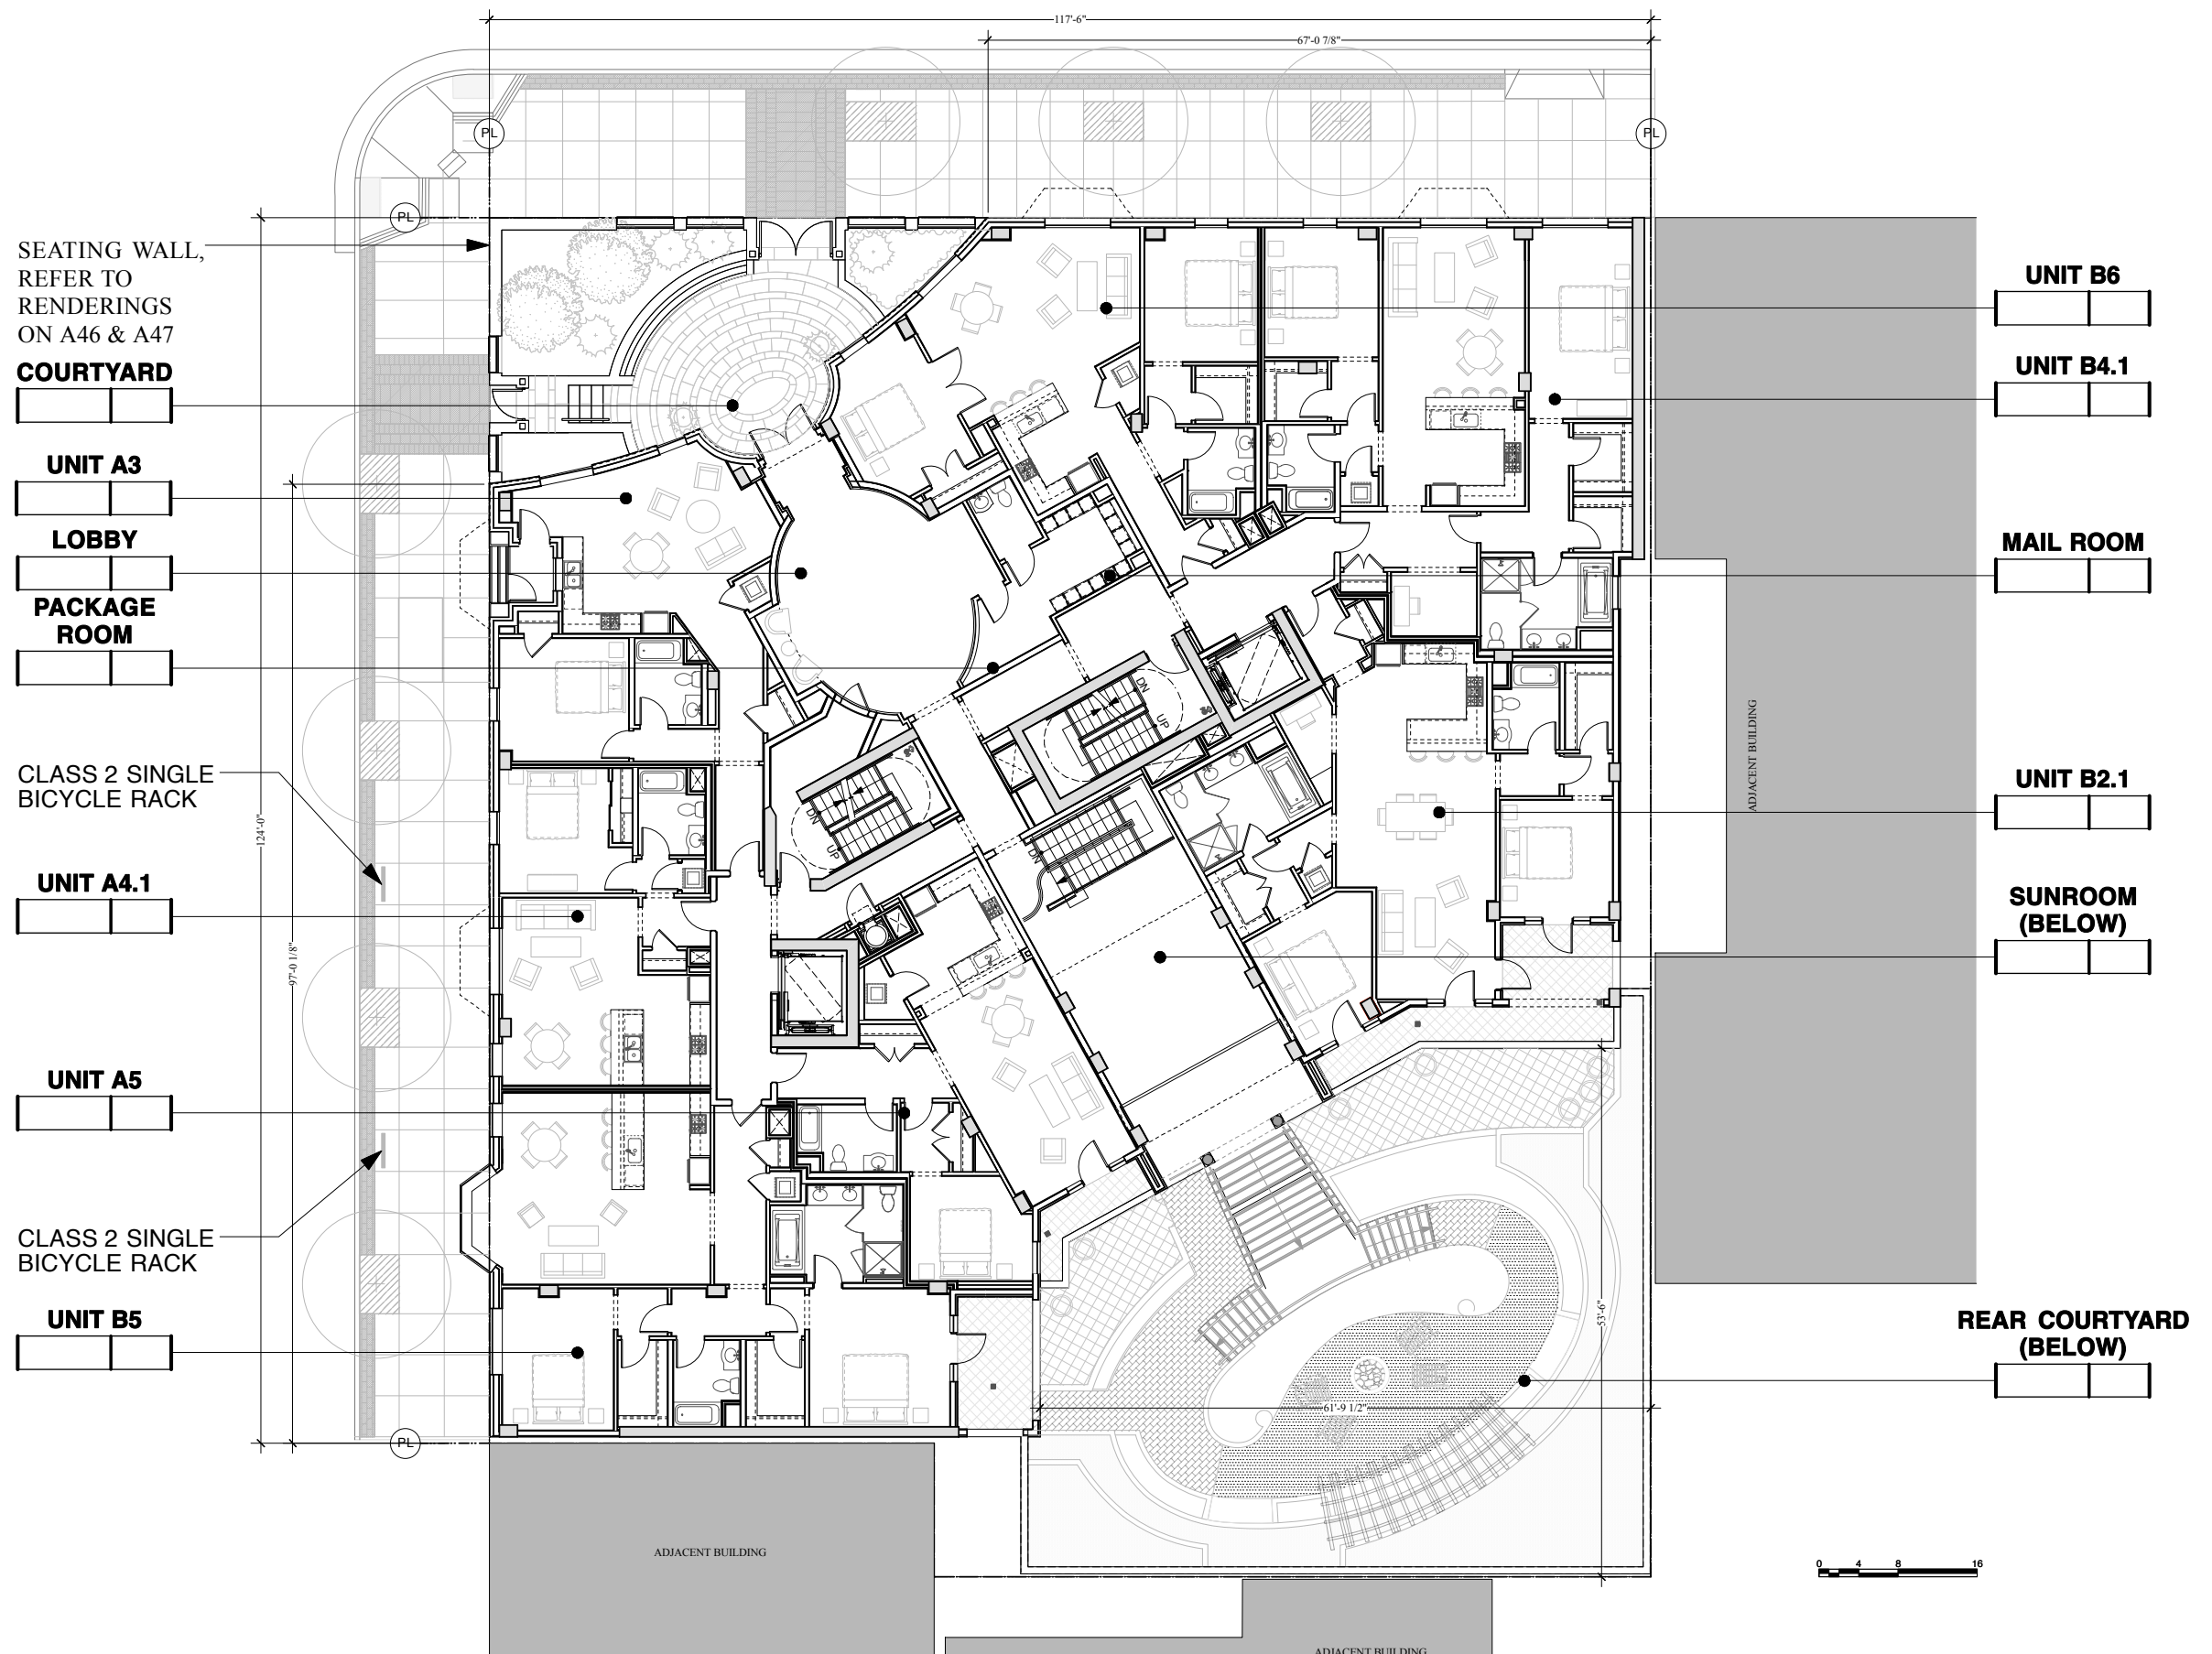 117'-6"
67'-0 7/8"
PL
PL
PL
SEATING WALL,
REFER TO
RENDERINGS
ON A46 & A47
COURTYARD
UNIT A3
LOBBY
PACKAGE
ROOM
CLASS 2 SINGLE
BICYCLE RACK
UNIT A4.1
UNIT A5
CLASS 2 SINGLE
BICYCLE RACK
UNIT B5
124'-0"
97'-0 1/8"
PL
DN
UP
DN
UP
DN
UNIT B6
UNIT B4.1
MAIL ROOM
ADJACENT BUILDING
UNIT B2.1
SUNROOM
(BELOW)
REAR COURTYARD
(BELOW)
53'-6"
61'-9 1/2"
ADJACENT BUILDING
ADJACENT BUILDING
0 4 8 16